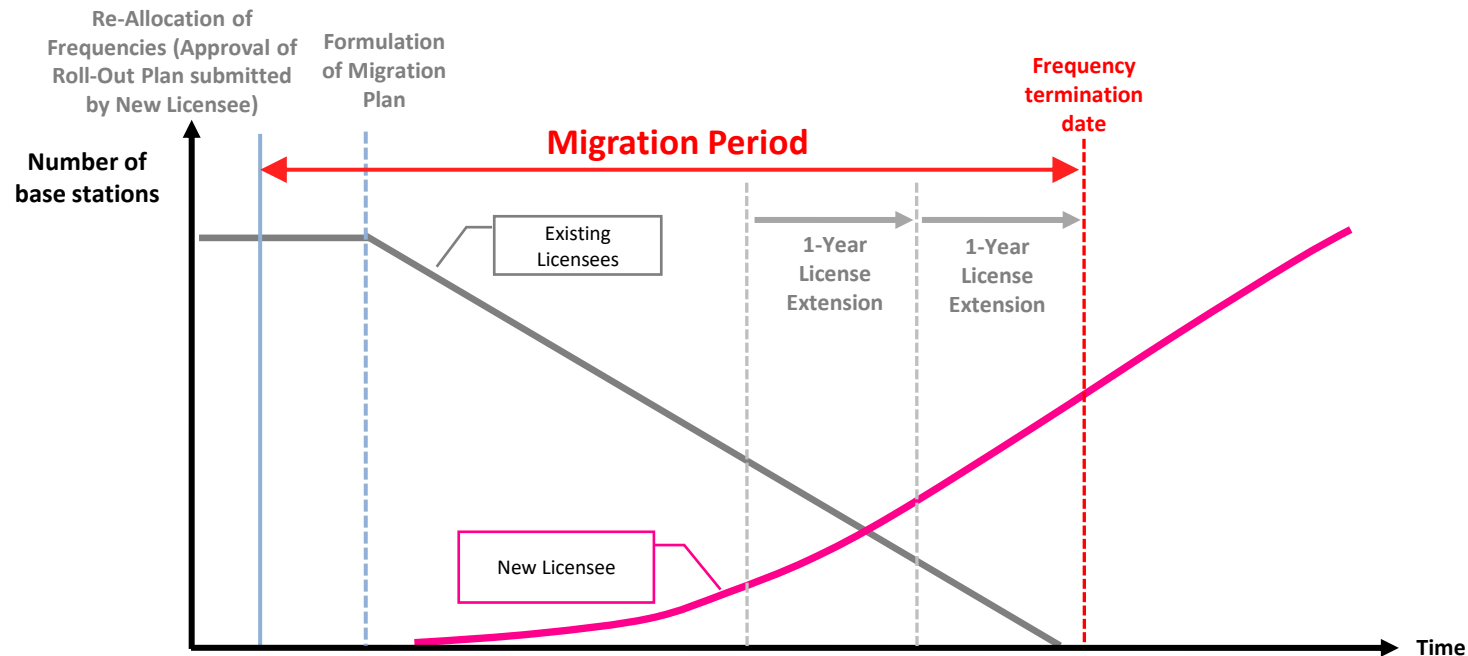 Re-Allocation of
Frequencies (Approval of
Roll-Out Plan submitted
by New Licensee)
Formulation
of Migration
Plan
Frequency
termination
date
Migration Period
Number of
base stations
Existing
Licensees
1-Year
License
Extension
1-Year
License
Extension
New Licensee
Time